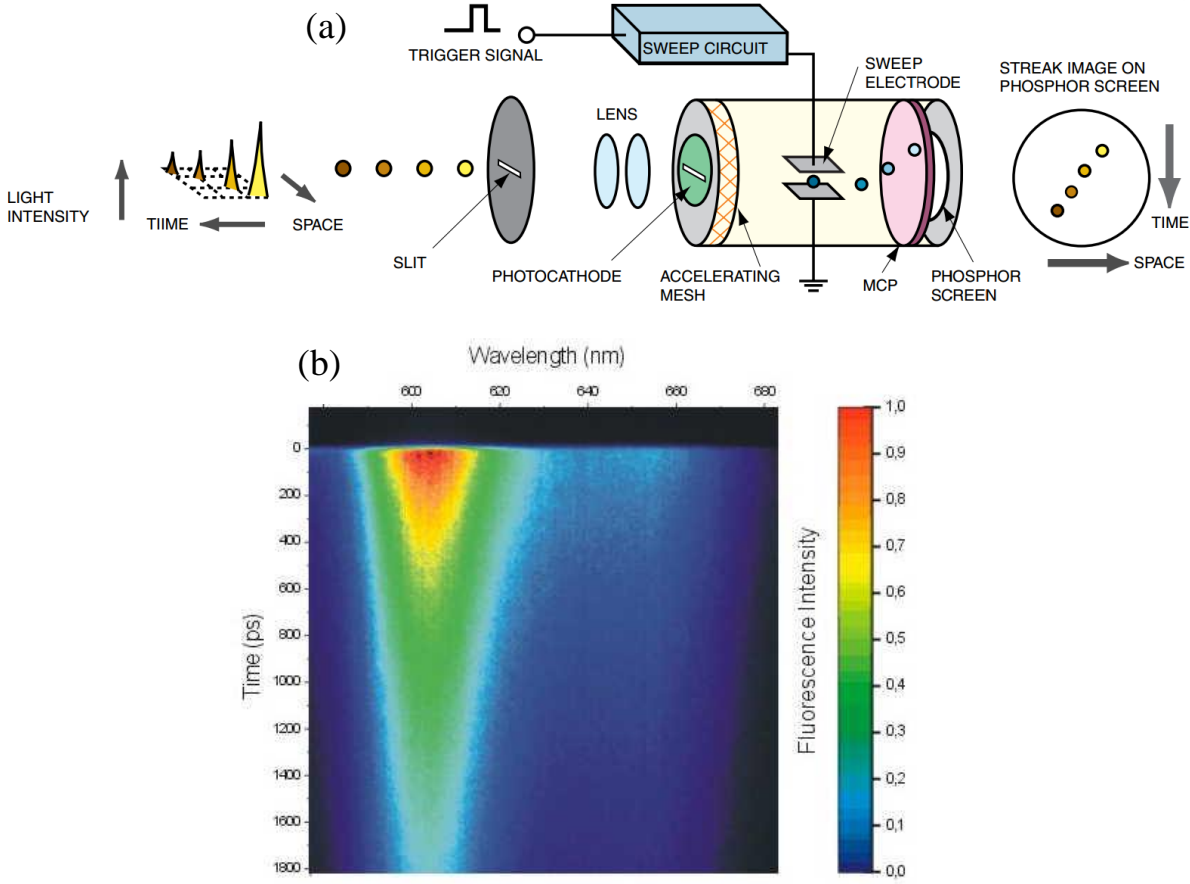 (a)
TRIGGER SIGNAL
SWEEP CIRCUIT
SWEEP
ELECTRODE
STREAK IMAGE ON
PHOSPHOR SCREEN
LENS
LIGHT
INTENSITY
TIIME
SPACE
SLIT
PHOTOCATHODE
ACCELERATING
MESH
MCP
PHOSPHOR
SCREEN
TIME
SPACE
(b)
Wavelength (nm)
600
620
640
660
680
Time (ps)
0
200
400
600
800
1000
1200
1400
1600
1800
Fluorescence Intensity
1,0
0,9
0,8
0,7
0,6
0,5
0,4
0,3
0,2
0,1
0,0